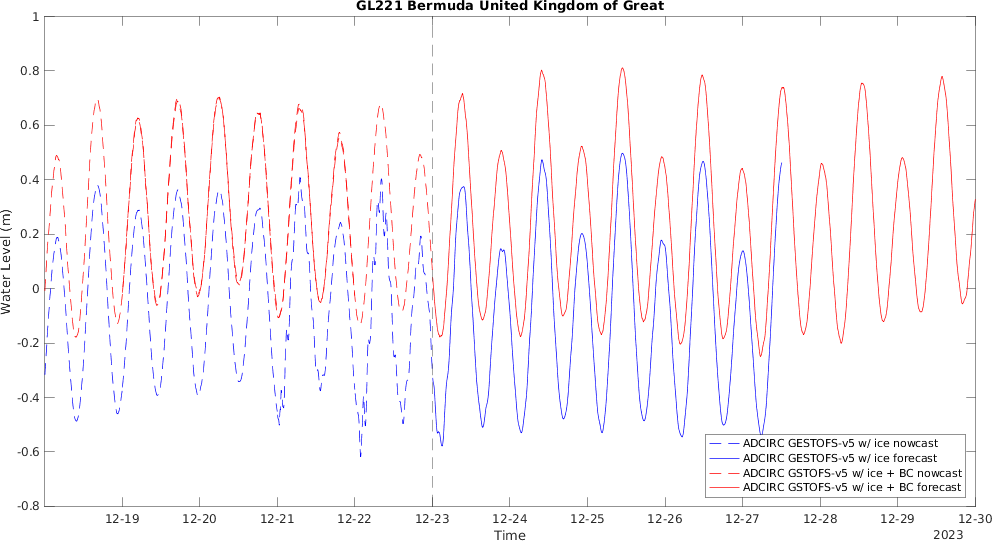 GL221 Bermuda United Kingdom of Great
1
0.8
0.6
0.4
0.2
0
-0.2
-0.4
-0.6
-0.8
Water Level (m)
12-19 12-20 12-21 12-22 12-23 12-24 12-25 12-26 12-27 12-28 12-29 12-30
Time
2023
ADCIRC GESTOFS-v5 w/ ice nowcast
ADCIRC GESTOFS-v5 w/ ice forecast
ADCIRC GSTOFS-v5 w/ ice + BC nowcast
ADCIRC GSTOFS-v5 w/ ice + BC forecast